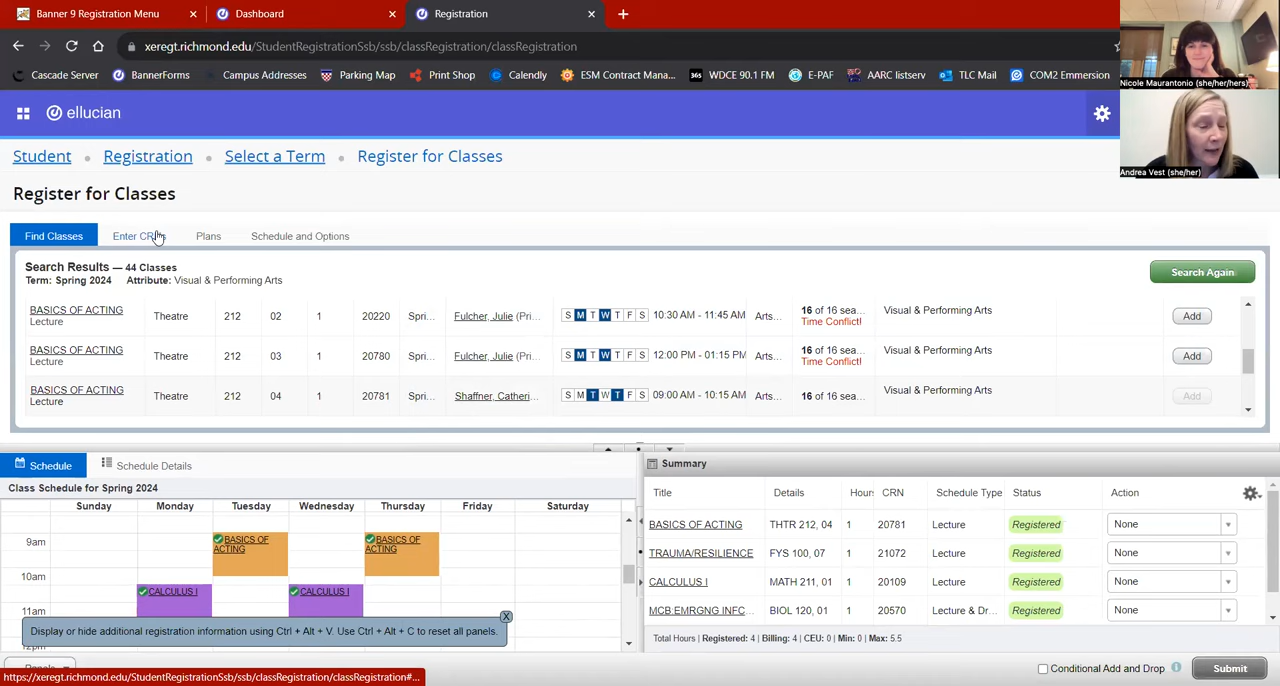 Banner 9 Registration Menu
Dashboard
Registration
xeregt.richmond.edu/StudentRegistrationSsb/ssb/classRegistration/classRegistration
Cascade Server BannerForms Campus Addresses Parking Map Print Shop Calendly ESM Contract Mana... 365 WDCE 90.1 FM E-PAF AARC listserv TLC Mail COM2 Emmersion
Nicole Maurantonio (she/her/hers)
Andrea Vest (she/her)
ellucian
Student • Registration • Select a Term • Register for Classes
Register for Classes
Find Classes Enter CR Plans Schedule and Options
Search Results — 44 Classes
Term: Spring 2024 Attribute: Visual & Performing Arts
Search Again
BASICS OF ACTING
Lecture
Theatre 212 02 1 20220 Spri... Fulcher, Julie (Pri... S M T W T F S 10:30 AM - 11:45 AM Arts... 16 of 16 sea... Time Conflict! Visual & Performing Arts Add
BASICS OF ACTING
Lecture
Theatre 212 03 1 20780 Spri... Fulcher, Julie (Pri... S M T W T F S 12:00 PM - 01:15 PM Arts... 16 of 16 sea... Time Conflict! Visual & Performing Arts Add
BASICS OF ACTING
Lecture
Theatre 212 04 1 20781 Spri... Shaffner, Catheri... S M T W T F S 09:00 AM - 10:15 AM Arts... 16 of 16 sea... Visual & Performing Arts Add
Schedule Schedule Details
Class Schedule for Spring 2024
Sunday Monday Tuesday Wednesday Thursday Friday Saturday
9am
BASICS OF ACTING
BASICS OF ACTING
10am
CALCULUS I
CALCULUS I
11am
Display or hide additional registration information using Ctrl + Alt + V. Use Ctrl + Alt + C to reset all panels.
X
Summary
Title Details Hours CRN Schedule Type Status Action
BASICS OF ACTING THTR 212, 04 1 20781 Lecture Registered None
TRAUMA/RESILIENCE FYS 100, 07 1 21072 Lecture Registered None
CALCULUS I MATH 211, 01 1 20109 Lecture Registered None
MCB:EMRGNG INFC... BIOL 120, 01 1 20570 Lecture & Dr... Registered None
Total Hours | Registered: 4 | Billing: 4 | CEU: 0 | Min: 0 | Max: 5.5
Panels
Conditional Add and Drop
Submit
https://xeregt.richmond.edu/StudentRegistrationSsb/ssb/classRegistration/classRegistration#...